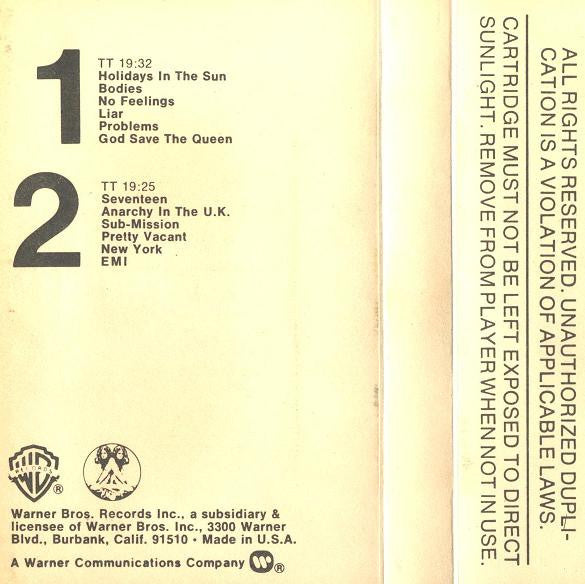 1
TT 19:32
Holidays In The Sun
Bodies
No Feelings
Liar
Problems
God Save The Queen
2
TT 19:25
Seventeen
Anarchy In The U.K.
Sub-Mission
Pretty Vacant
New York
EMI
WB
RECORDS
®
Warner Bros. Records Inc., a subsidiary &
licensee of Warner Bros. Inc., 3300 Warner
Blvd., Burbank, Calif. 91510 • Made in U.S.A.
A Warner Communications Company ®
ALL RIGHTS RESERVED. UNAUTHORIZED DUPLI-
CATION IS A VIOLATION OF APPLICABLE LAWS.
CARTRIDGE MUST NOT BE LEFT EXPOSED TO DIRECT
SUNLIGHT. REMOVE FROM PLAYER WHEN NOT IN USE.